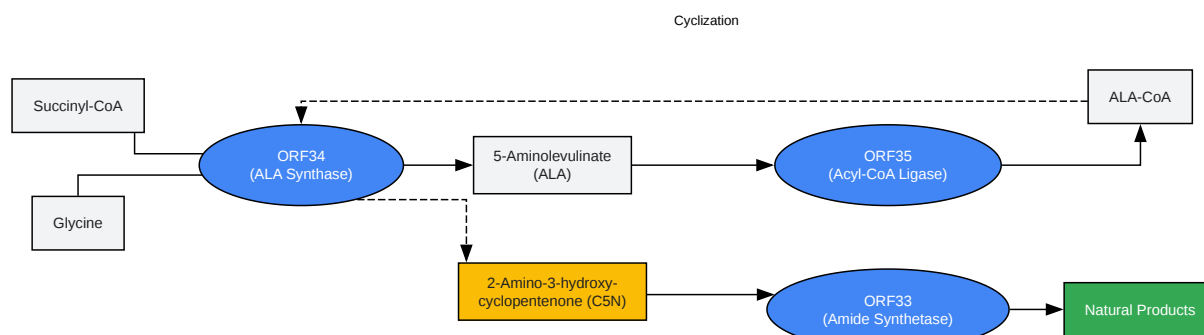 Cyclization
Succinyl-CoA
ALA-CoA
ORF34
(ALA Synthase)
5-Aminolevulinate
(ALA)
ORF35
(Acyl-CoA Ligase)
Glycine
2-Amino-3-hydroxy-
cyclopentenone (C5N)
ORF33
(Amide Synthetase)
Natural Products